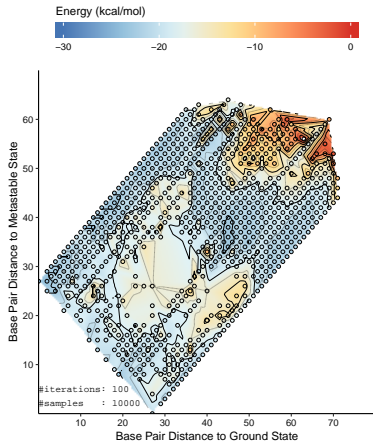 Energy (kcal/mol)
−30 −20 −10 0
Base Pair Distance to Metastable State
60
50
40
30
20
10
#iterations: 100
#samples   : 10000
10 20 30 40 50 60 70
Base Pair Distance to Ground State